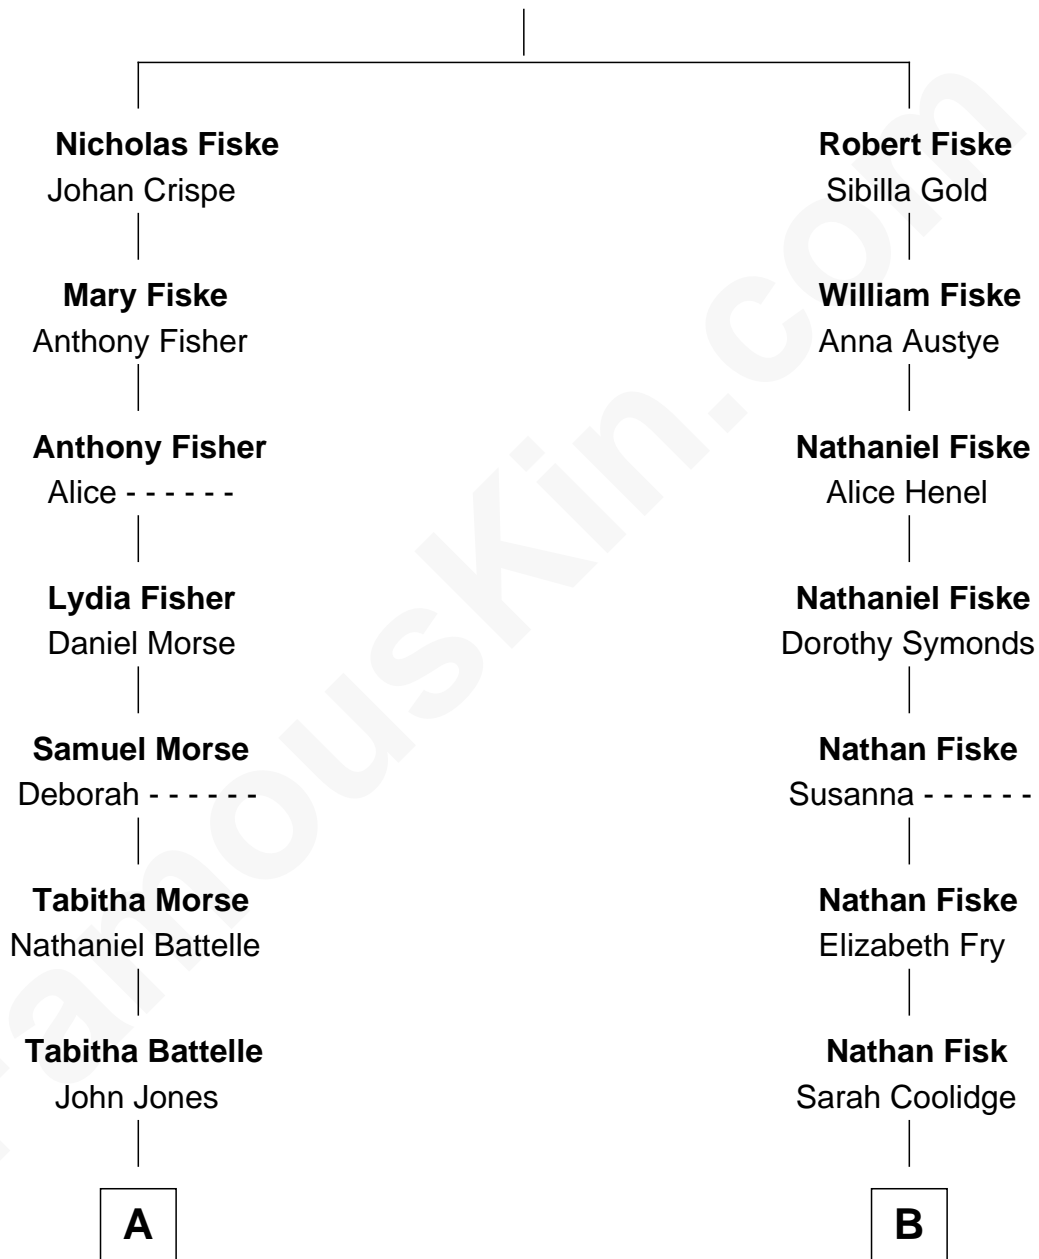 Nicholas Fiske
Johan Crispe
Mary Fiske
Anthony Fisher
Anthony Fisher
Alice - - - - - -
Lydia Fisher
Daniel Morse
Samuel Morse
Deborah - - - - - -
Tabitha Morse
Nathaniel Battelle
Tabitha Battelle
John Jones
A
Robert Fiske
Sibilla Gold
William Fiske
Anna Austye
Nathaniel Fiske
Alice Henel
Nathaniel Fiske
Dorothy Symonds
Nathan Fiske
Susanna - - - - - -
Nathan Fiske
Elizabeth Fry
Nathan Fisk
Sarah Coolidge
B
FamousKin.com